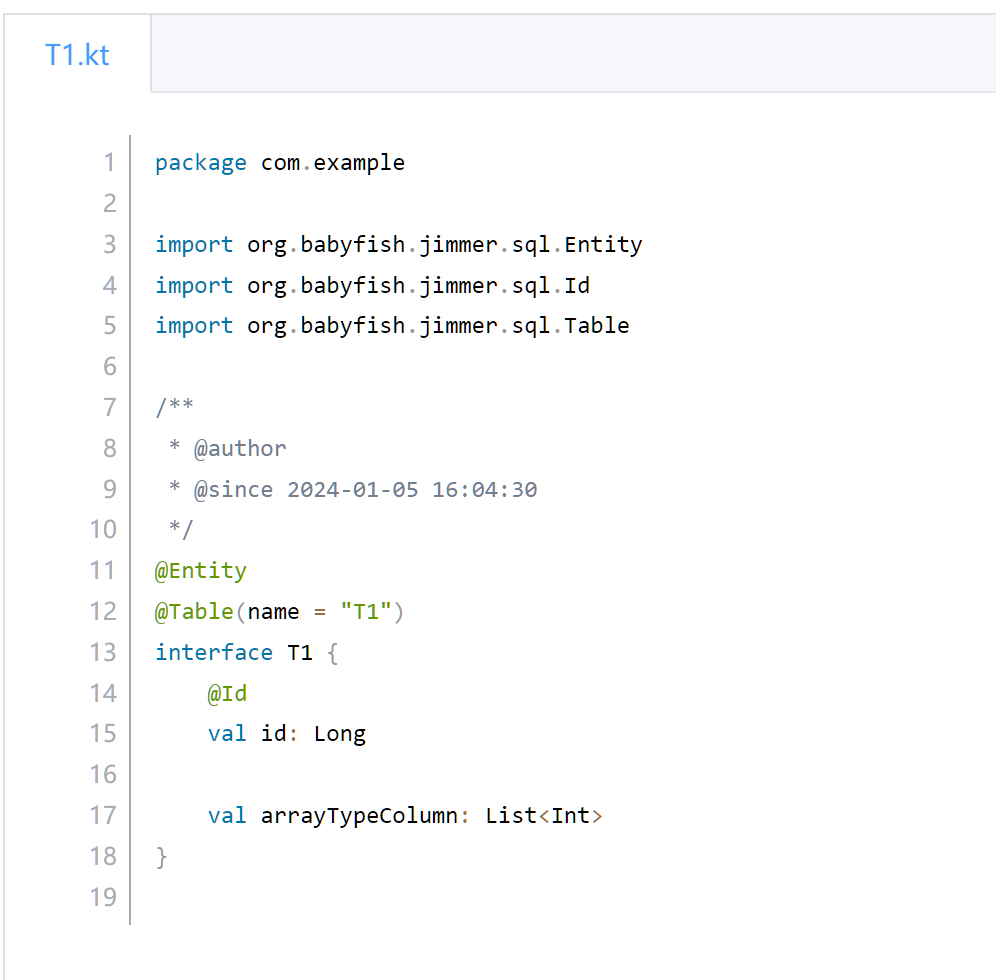 T1.kt
1 package com.example
2
3 import org.babyfish.jimmer.sql.Entity
4 import org.babyfish.jimmer.sql.Id
5 import org.babyfish.jimmer.sql.Table
6
7 /**
8  * @author
9  * @since 2024-01-05 16:04:30
10  */
11 @Entity
12 @Table(name = "T1")
13 interface T1 {
14     @Id
15     val id: Long
16
17     val arrayTypeColumn: List<Int>
18 }
19